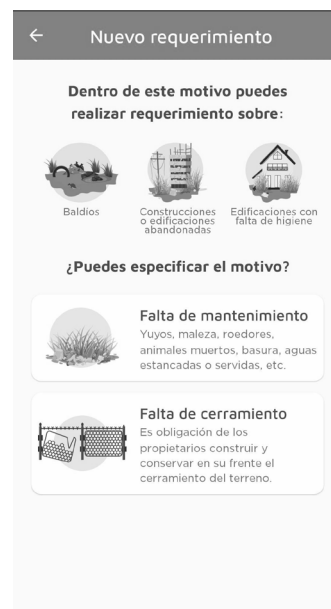 Nuevo requerimiento
Dentro de este motivo puedes
realizar requerimiento sobre:
Baldíos
Construcciones
o edificaciones
abandonadas
Edificaciones con
falta de higiene
¿Puedes especificar el motivo?
Falta de mantenimiento
Yuyos, maleza, roedores,
animales muertos, basura, aguas
estancadas o servidas, etc.
Falta de cerramiento
Es obligación de los
propietarios construir y
conservar en su frente el
cerramiento del terreno.